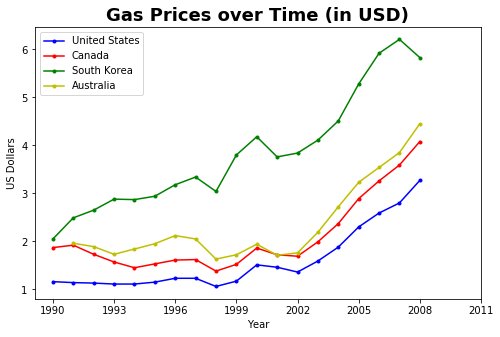 Gas Prices over Time (in USD)
United States
Canada
South Korea
Australia
US Dollars
6
5
4
3
2
1
1990 1993 1996 1999 2002 2005 2008 2011
Year